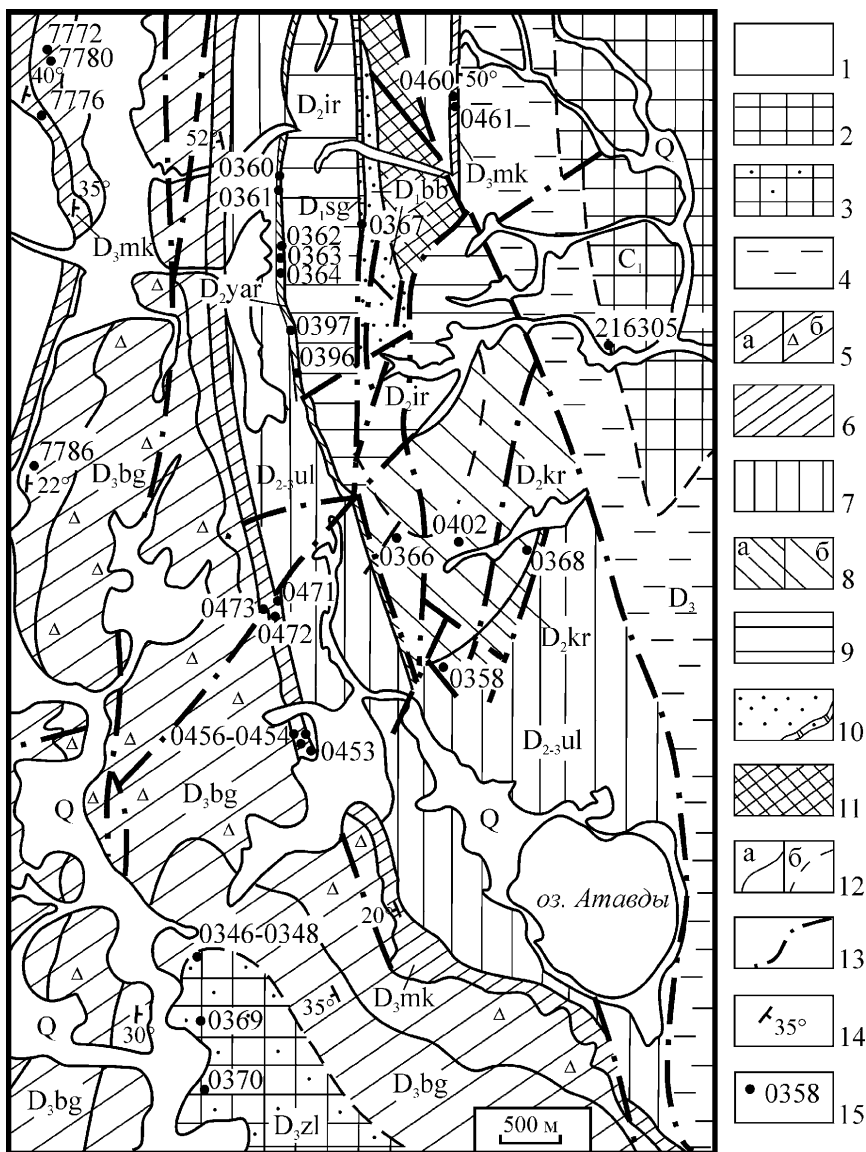 7772
7780
40°
7776
35°
D₃mk
52°
D₂ir
0360
0361
D₁sg
0362
0363
0364
0367
D₁bb
0460
50°
0461
D₃mk
Q
C₁
216305
D₂yar
0397
0396
D₂ir
7786
22°
D₃bg
D₂₋₃ul
D₂kr
0402
0366
0368
D₃
0473
0471
0472
D₂kr
0358
0456-0454
0453
D₂₋₃ul
D₃bg
Q
Q
оз. Атавды
20°
0346-0348
D₃mk
35°
30°
Q
0369
0370
D₃bg
D₃bg
D₃zl
500 м
1
2
3
4
а б 5
6
7
а б 8
9
10
11
а б 12
13
35° 14
0358 15